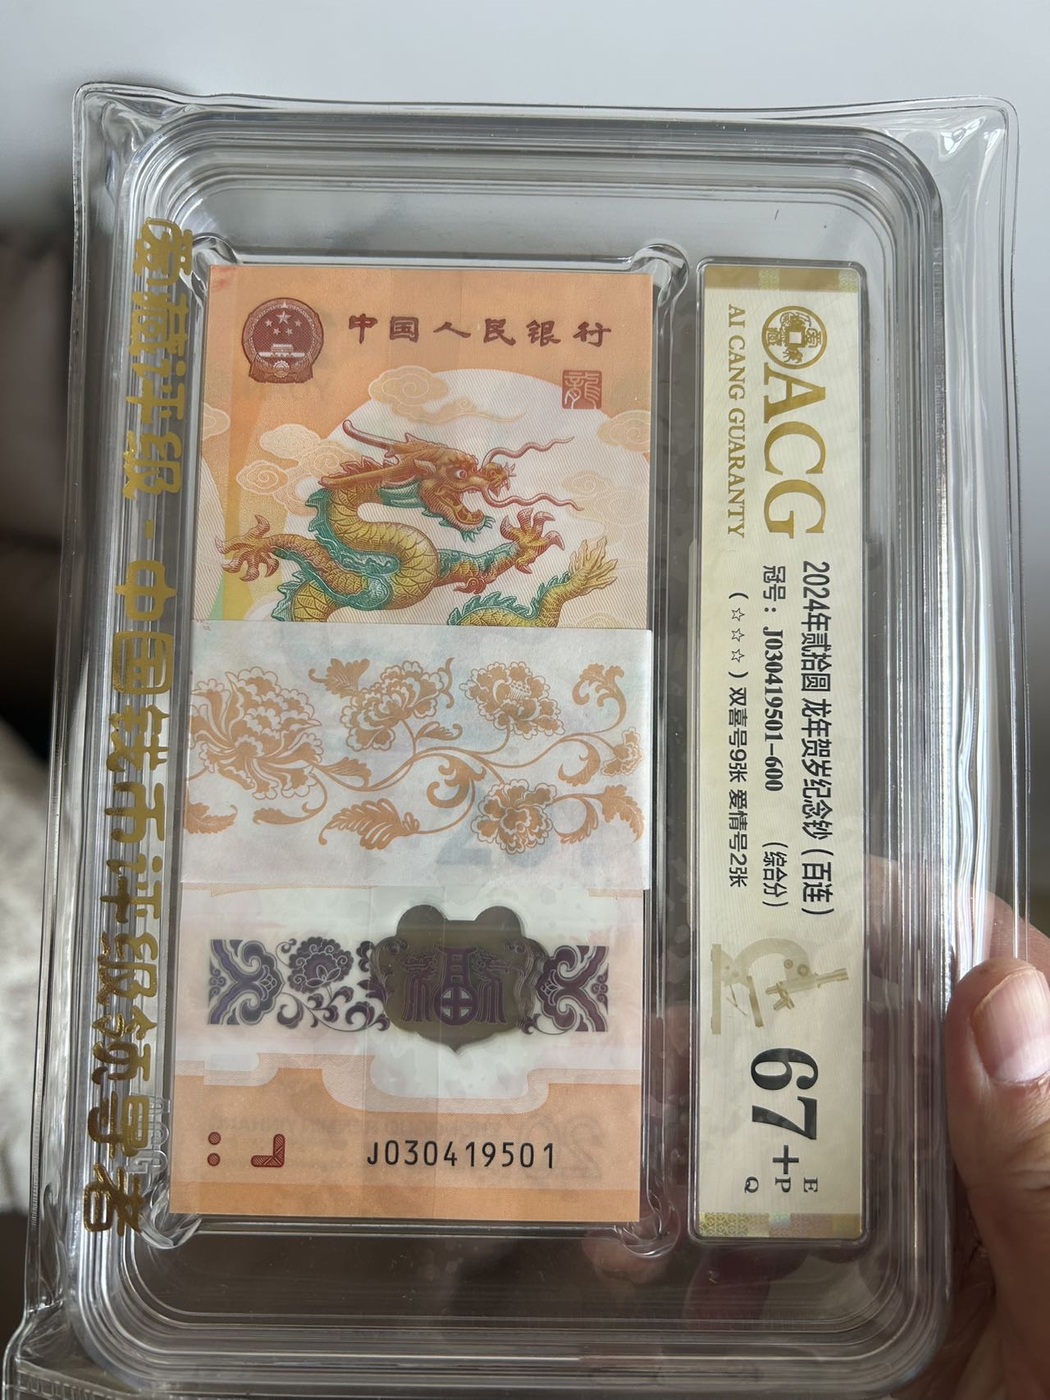 爱藏评级·中国钱币评级领导者
中国人民银行
龍
J030419501
ACG
AI CANG GUARANTY
2024年贰拾圆 龙年贺岁纪念钞(百连)
冠号:J030419501-600 (综合分)
(☆☆☆)双喜号9张 爱情号2张
67+EPQ